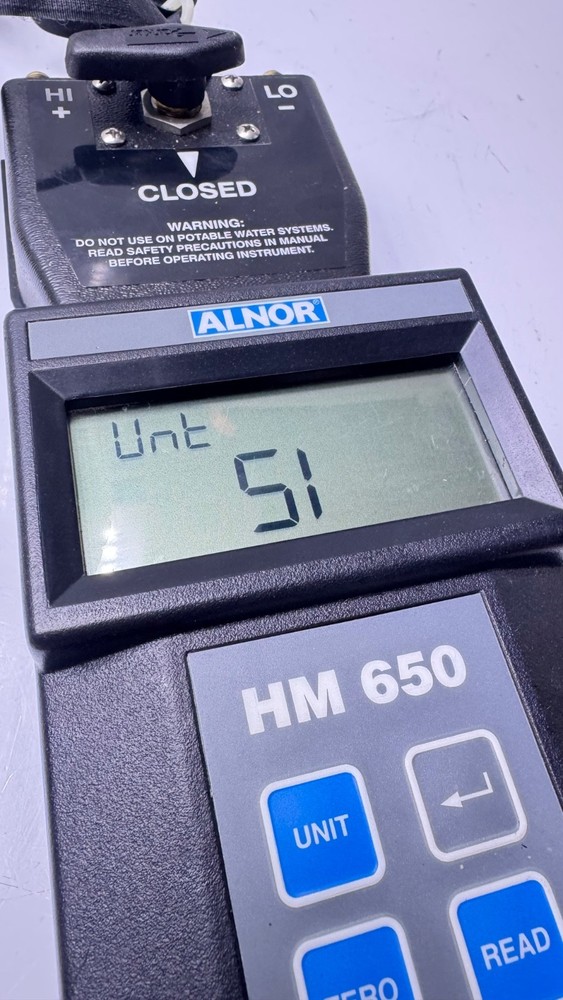 HI
+
LO
−
CLOSED
WARNING:
DO NOT USE ON POTABLE WATER SYSTEMS.
READ SAFETY PRECAUTIONS IN MANUAL
BEFORE OPERATING INSTRUMENT.
ALNOR®
Unt
SI
HM 650
UNIT
ZERO
READ